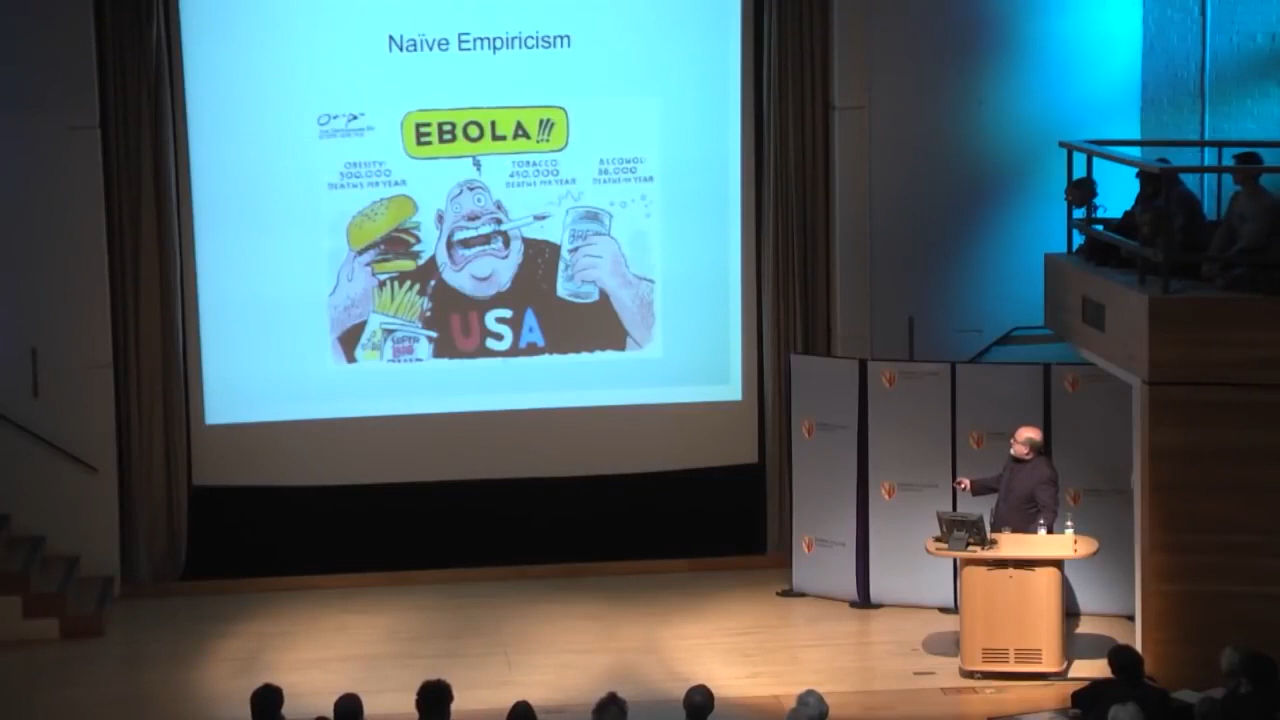 Naïve Empiricism
EBOLA!!!
OBESITY:
300,000
DEATHS PER YEAR
TOBACCO:
450,000
DEATHS PER YEAR
ALCOHOL:
88,000
DEATHS PER YEAR
USA
SUPER